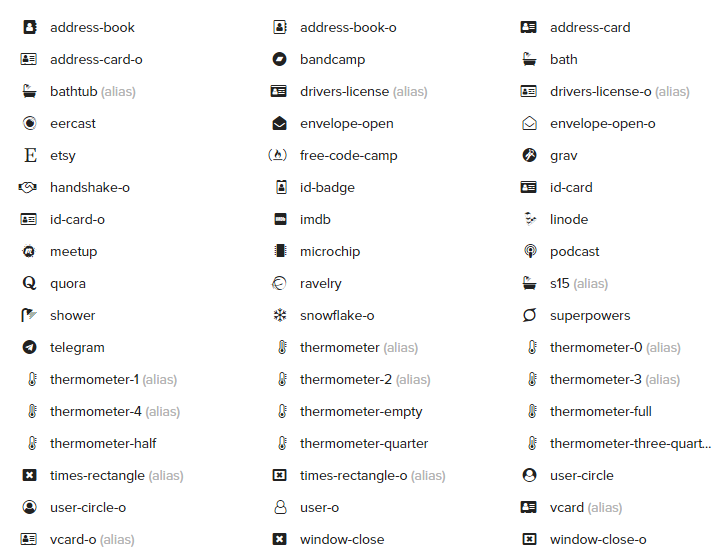 address-book address-book-o address-card
address-card-o bandcamp bath
bathtub (alias) drivers-license (alias) drivers-license-o (alias)
eercast envelope-open envelope-open-o
etsy free-code-camp grav
handshake-o id-badge id-card
id-card-o imdb linode
meetup microchip podcast
quora ravelry s15 (alias)
shower snowflake-o superpowers
telegram thermometer (alias) thermometer-0 (alias)
thermometer-1 (alias) thermometer-2 (alias) thermometer-3 (alias)
thermometer-4 (alias) thermometer-empty thermometer-full
thermometer-half thermometer-quarter thermometer-three-quart...
times-rectangle (alias) times-rectangle-o (alias) user-circle
user-circle-o user-o vcard (alias)
vcard-o (alias) window-close window-close-o